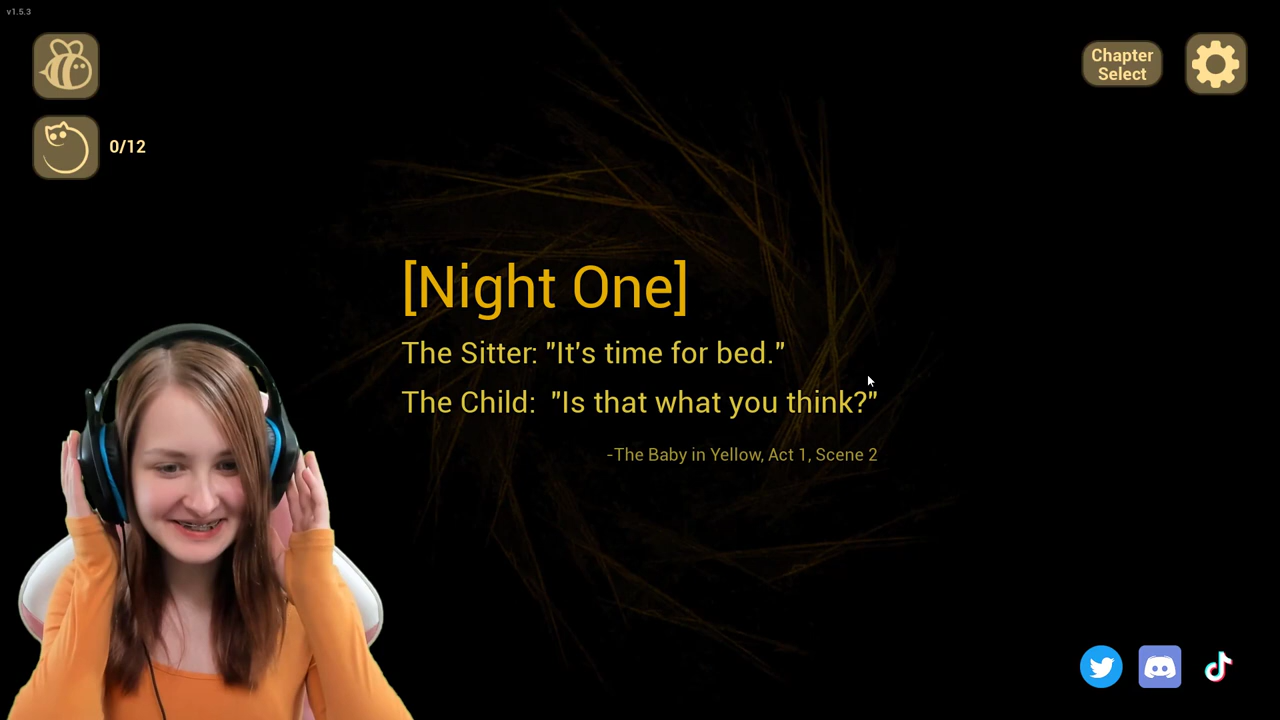 v1.5.3
Chapter
Select
0/12
[Night One]
The Sitter: "It's time for bed."
The Child: "Is that what you think?"
-The Baby in Yellow, Act 1, Scene 2